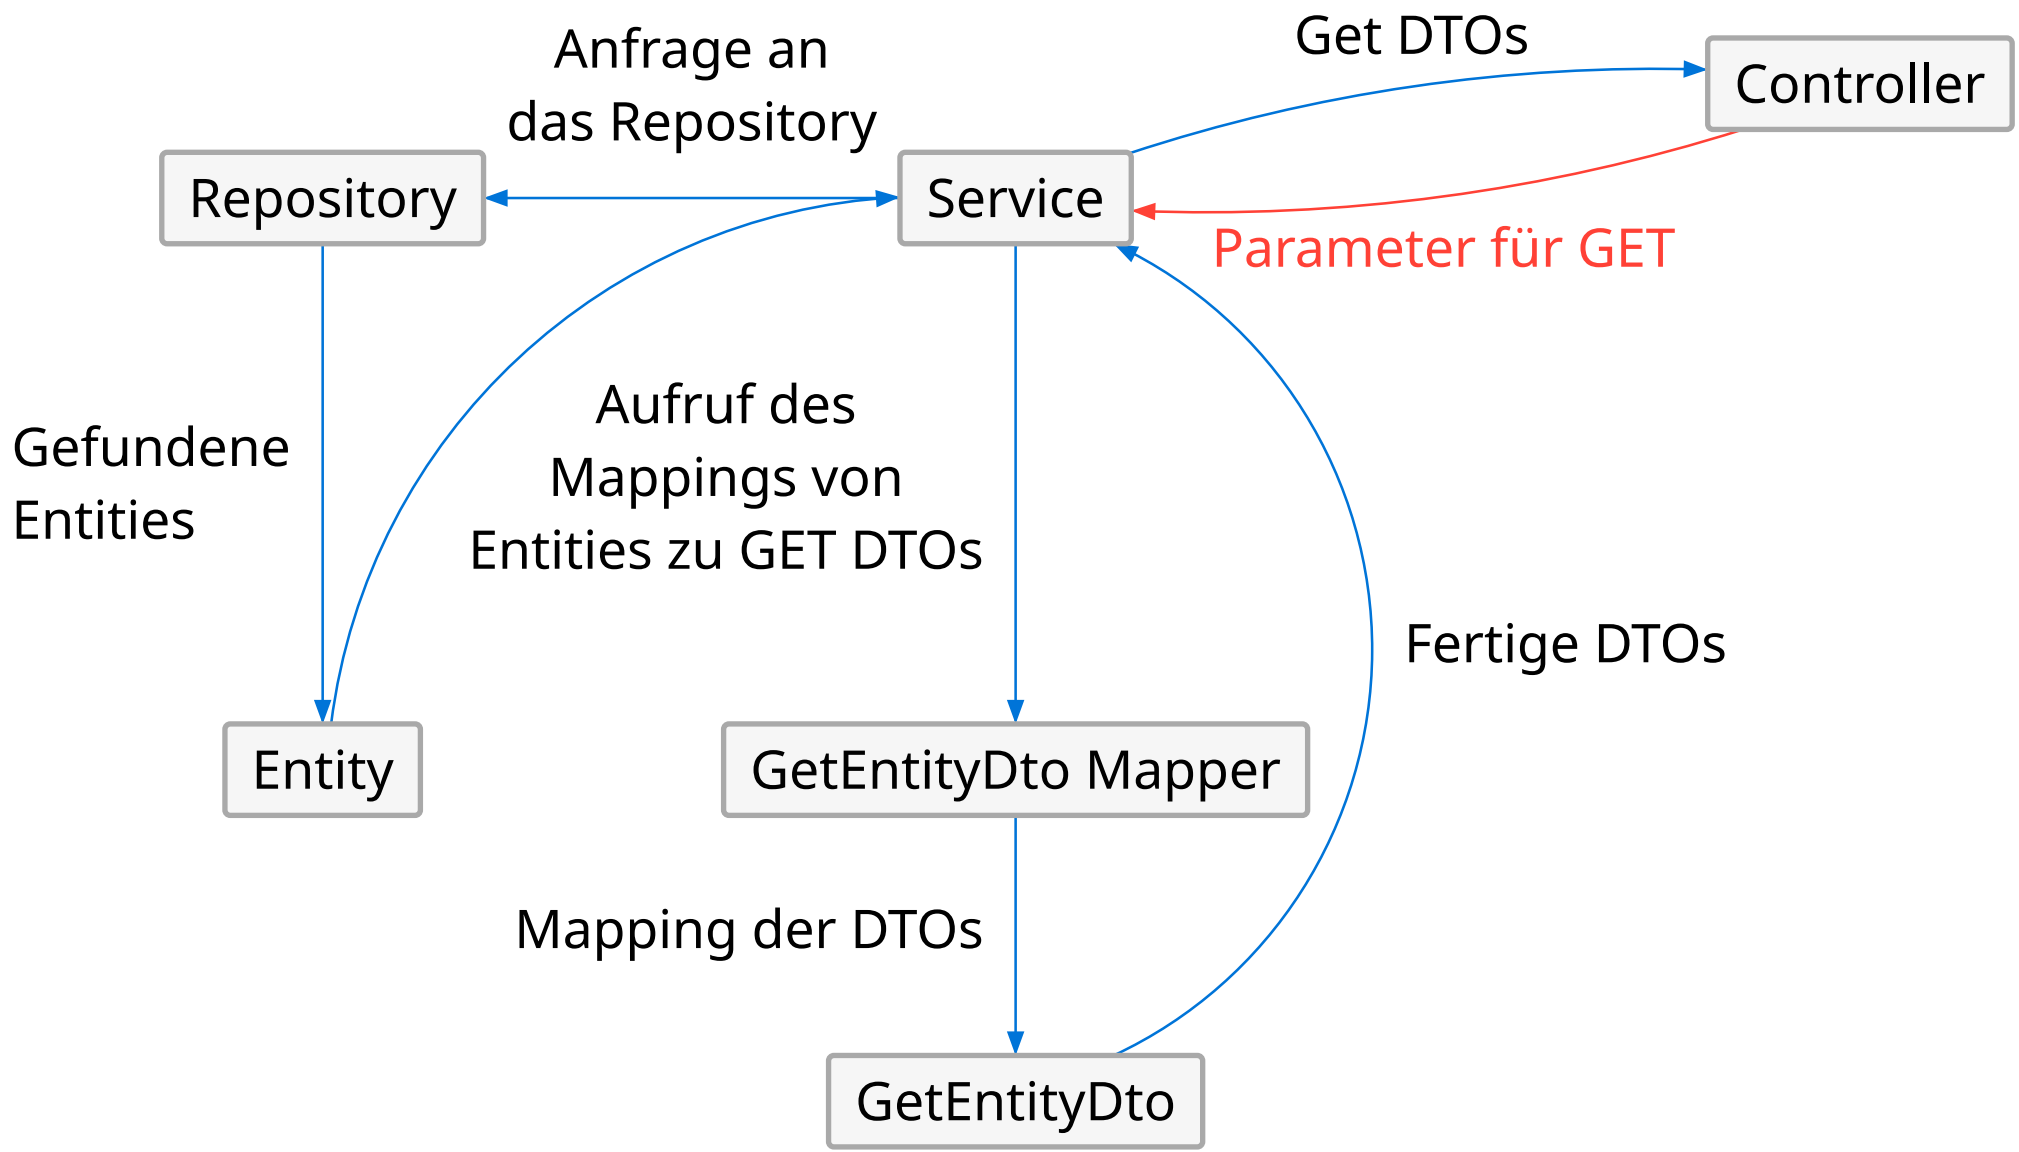 Anfrage an
das Repository
Get DTOs
Controller
Repository
Service
Parameter für GET
Gefundene
Entities
Aufruf des
Mappings von
Entities zu GET DTOs
Fertige DTOs
Entity
GetEntityDto Mapper
Mapping der DTOs
GetEntityDto